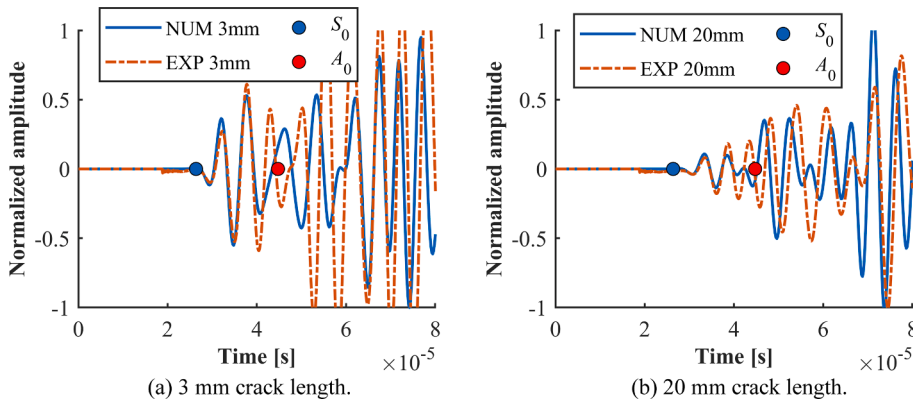 NUM 3mm S0
EXP 3mm A0
Normalized amplitude
1
0.5
0
-0.5
-1
0 2 4 6 8
Time [s] ×10-5
(a) 3 mm crack length.
NUM 20mm S0
EXP 20mm A0
Normalized amplitude
1
0.5
0
-0.5
-1
0 2 4 6 8
Time [s] ×10-5
(b) 20 mm crack length.